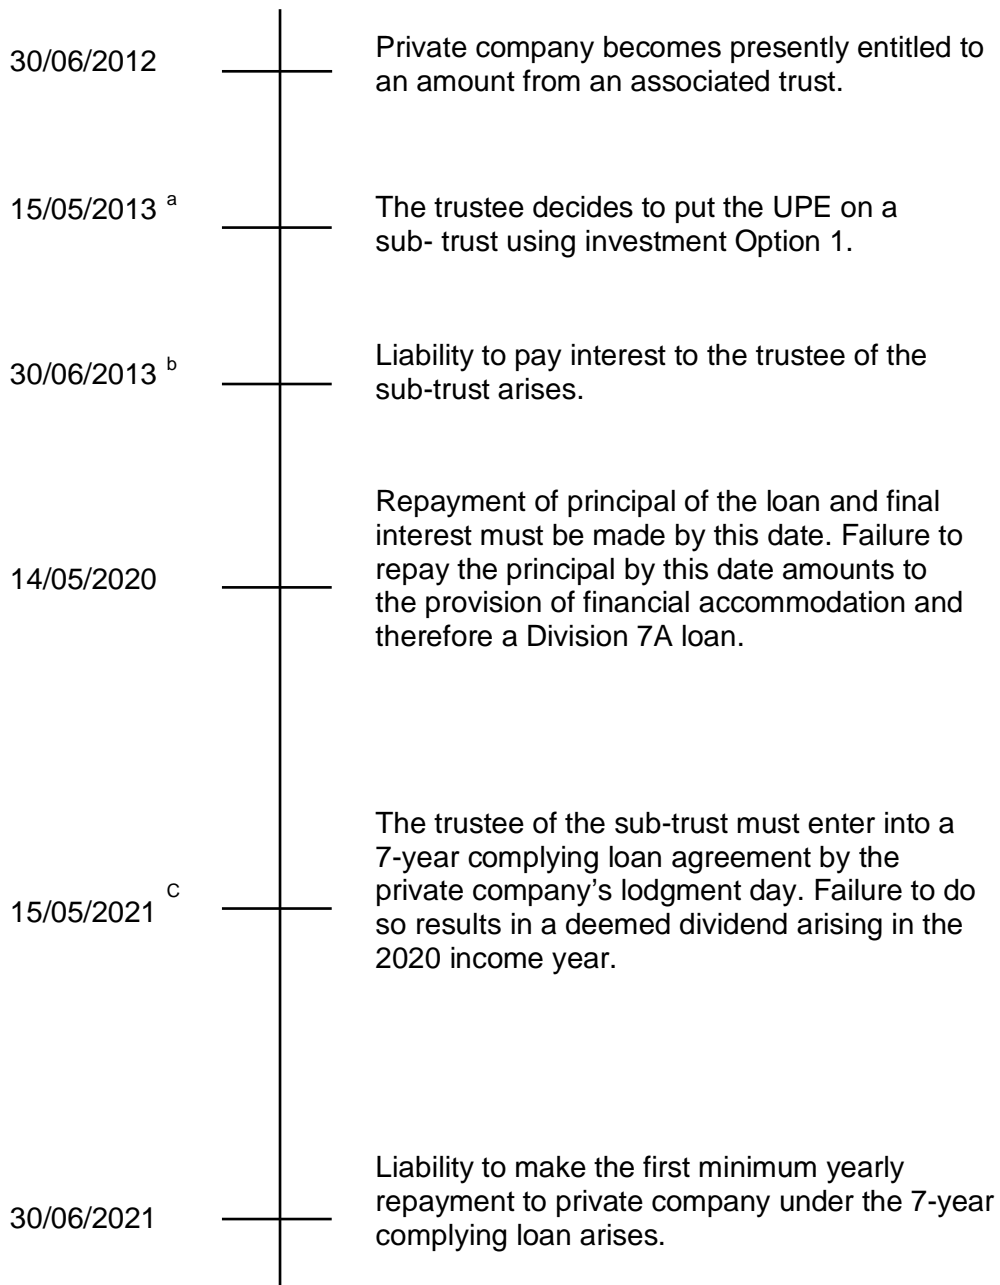 30/06/2012
Private company becomes presently entitled to
an amount from an associated trust.
15/05/2013 a
The trustee decides to put the UPE on a
sub- trust using investment Option 1.
30/06/2013 b
Liability to pay interest to the trustee of the
sub-trust arises.
14/05/2020
Repayment of principal of the loan and final
interest must be made by this date. Failure to
repay the principal by this date amounts to
the provision of financial accommodation and
therefore a Division 7A loan.
15/05/2021 C
The trustee of the sub-trust must enter into a
7-year complying loan agreement by the
private company’s lodgment day. Failure to do
so results in a deemed dividend arising in the
2020 income year.
30/06/2021
Liability to make the first minimum yearly
repayment to private company under the 7-year
complying loan arises.